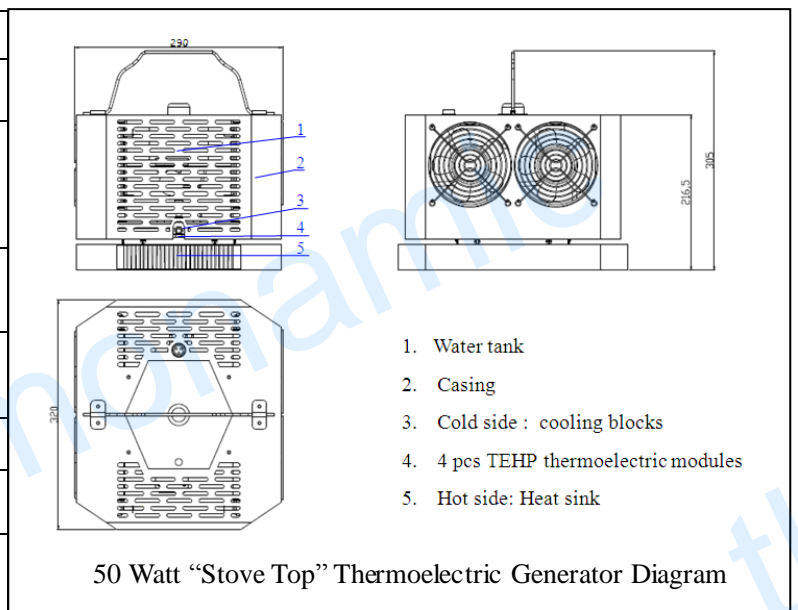 290
1
2
3
4
5
216.5
305
320
1. Water tank
2. Casing
3. Cold side : cooling blocks
4. 4 pcs TEHP thermoelectric modules
5. Hot side: Heat sink
50 Watt “Stove Top” Thermoelectric Generator Diagram
monamic
th